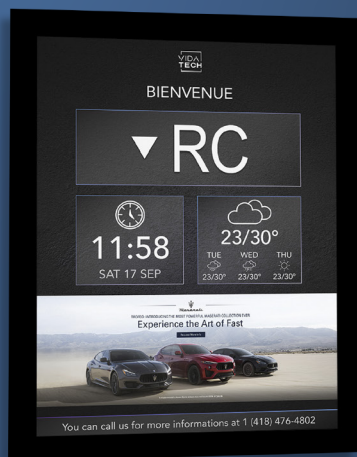 VIDA
TECH
BIENVENUE
RC
11:58
SAT 17 SEP
23/30°
TUE WED THU
23/30° 23/30° 23/30°
Maserati
Experience the Art of Fast
You can call us for more informations at 1 (418) 476-4802